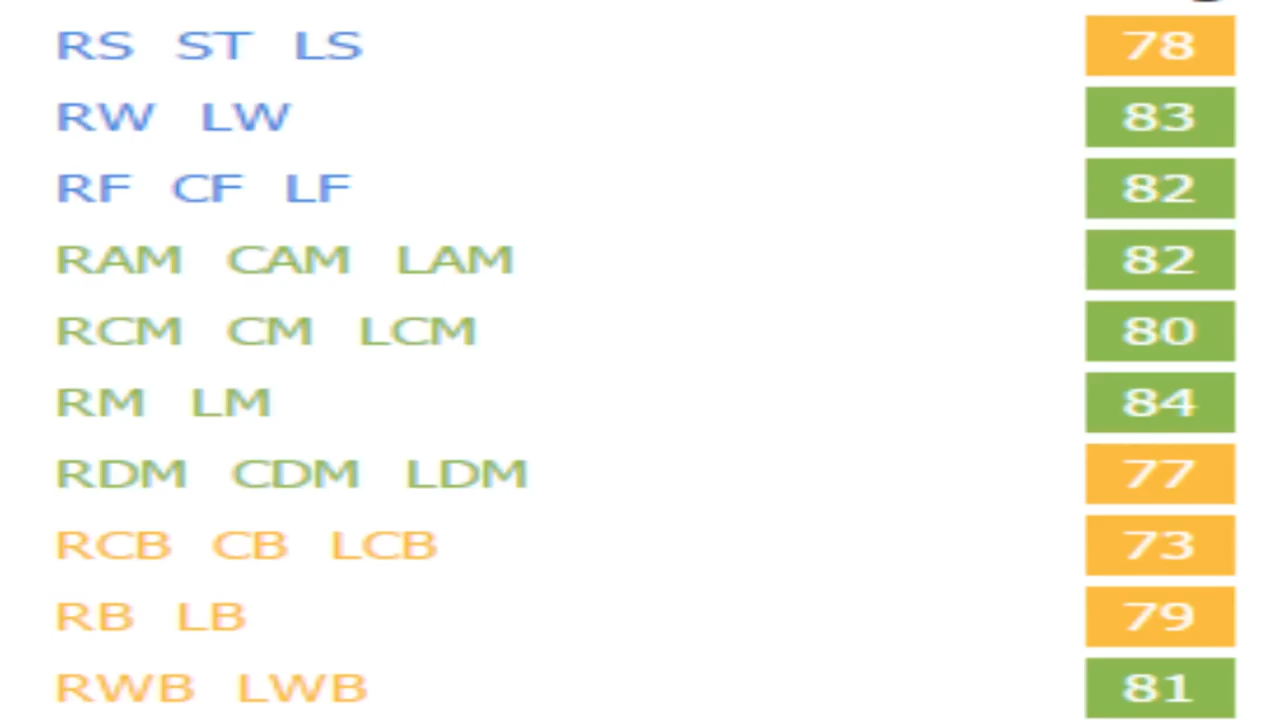 RS ST LS 78
RW LW 83
RF CF LF 82
RAM CAM LAM 82
RCM CM LCM 80
RM LM 84
RDM CDM LDM 77
RCB CB LCB 73
RB LB 79
RWB LWB 81